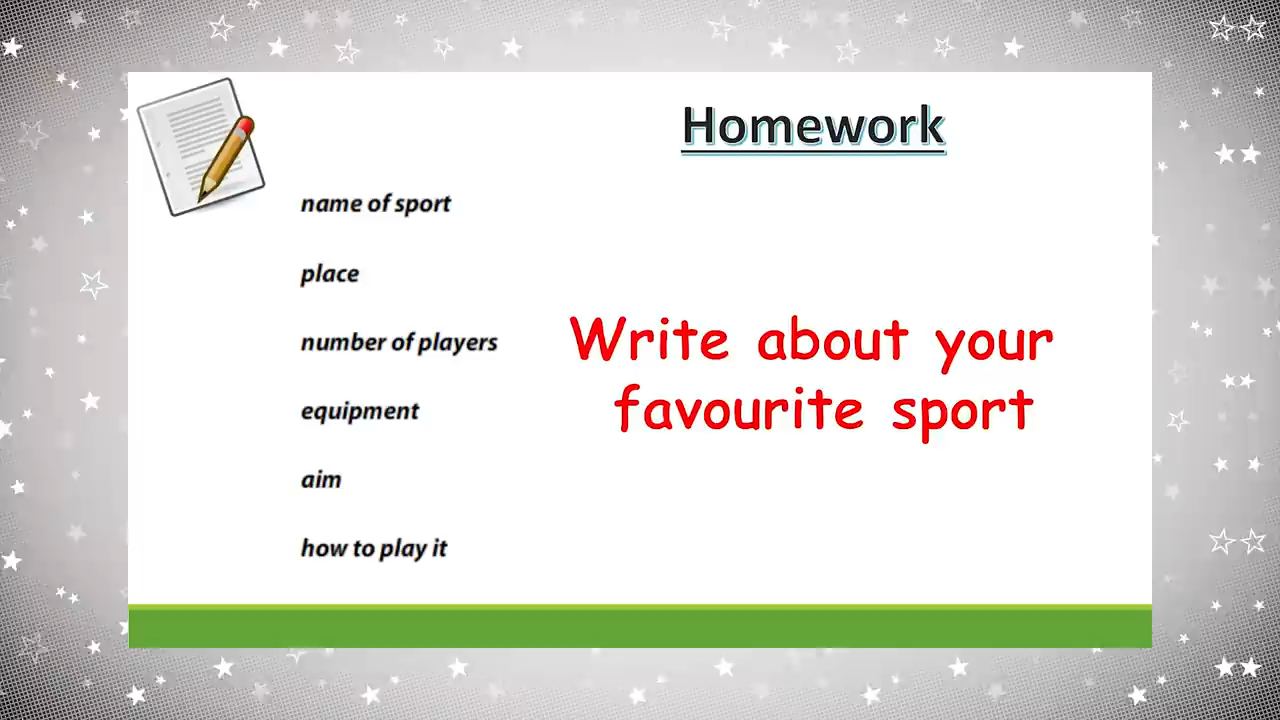 Homework
name of sport
place
number of players
equipment
aim
how to play it
Write about your
favourite sport